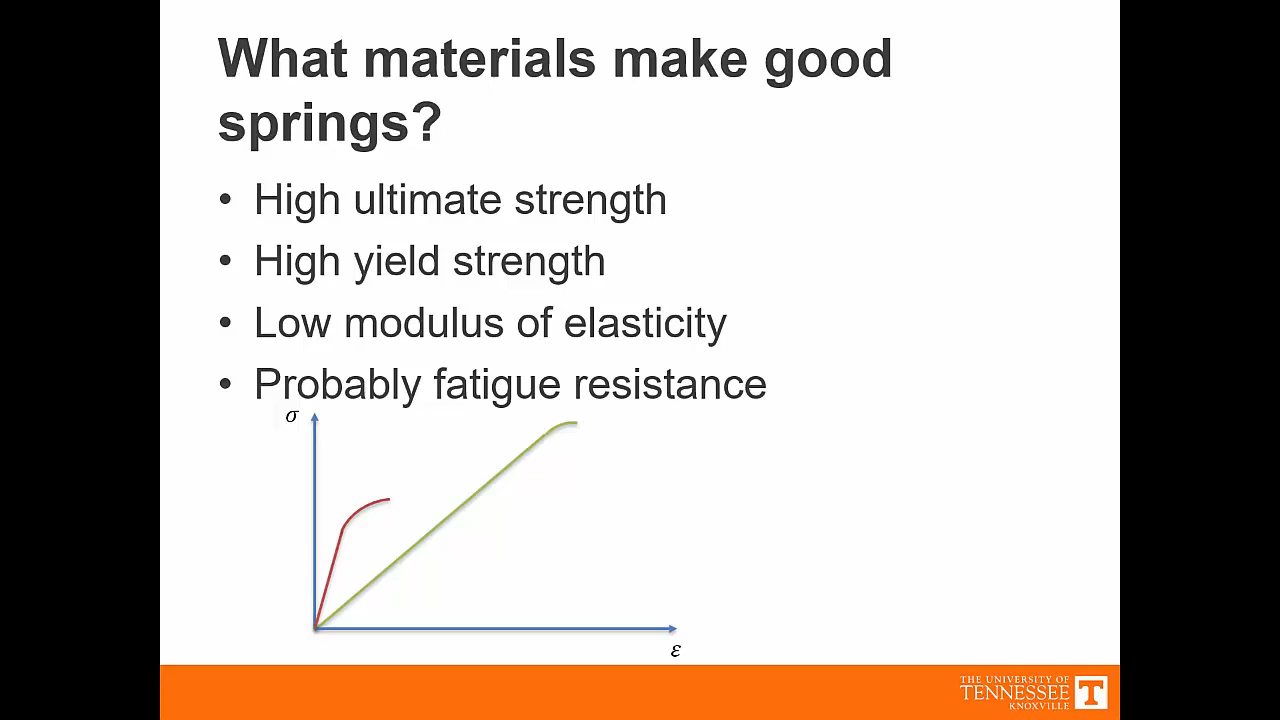 What materials make good
springs?
• High ultimate strength
• High yield strength
• Low modulus of elasticity
• Probably fatigue resistance
σ
ε
THE UNIVERSITY OF
TENNESSEE
KNOXVILLE
T